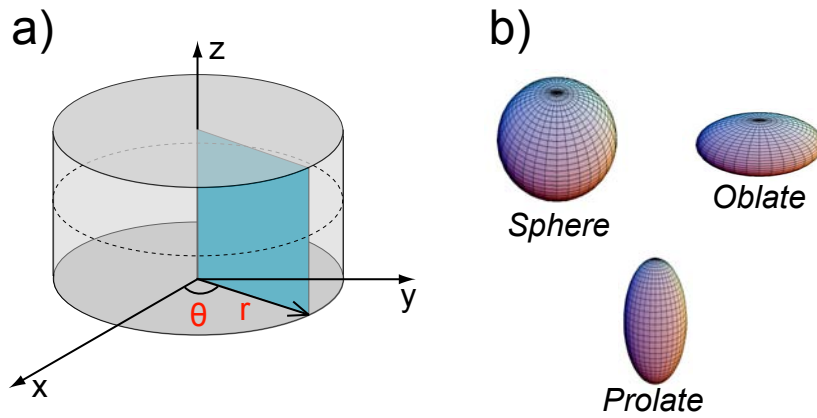 a)
z
y
θ
r
x
b)
Sphere
Oblate
Prolate